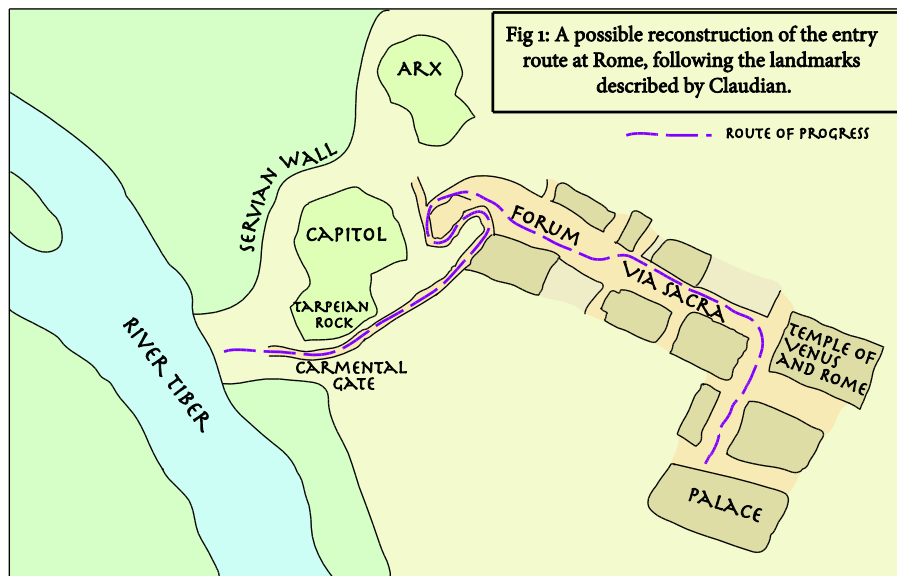 Fig 1: A possible reconstruction of the entry
route at Rome, following the landmarks
described by Claudian.
ROUTE OF PROGRESS
ARX
SERVIAN WALL
CAPITOL
TARPEIAN
ROCK
CARMENTAL
GATE
RIVER TIBER
FORUM
VIA SACRA
TEMPLE OF
VENUS
AND ROME
PALACE